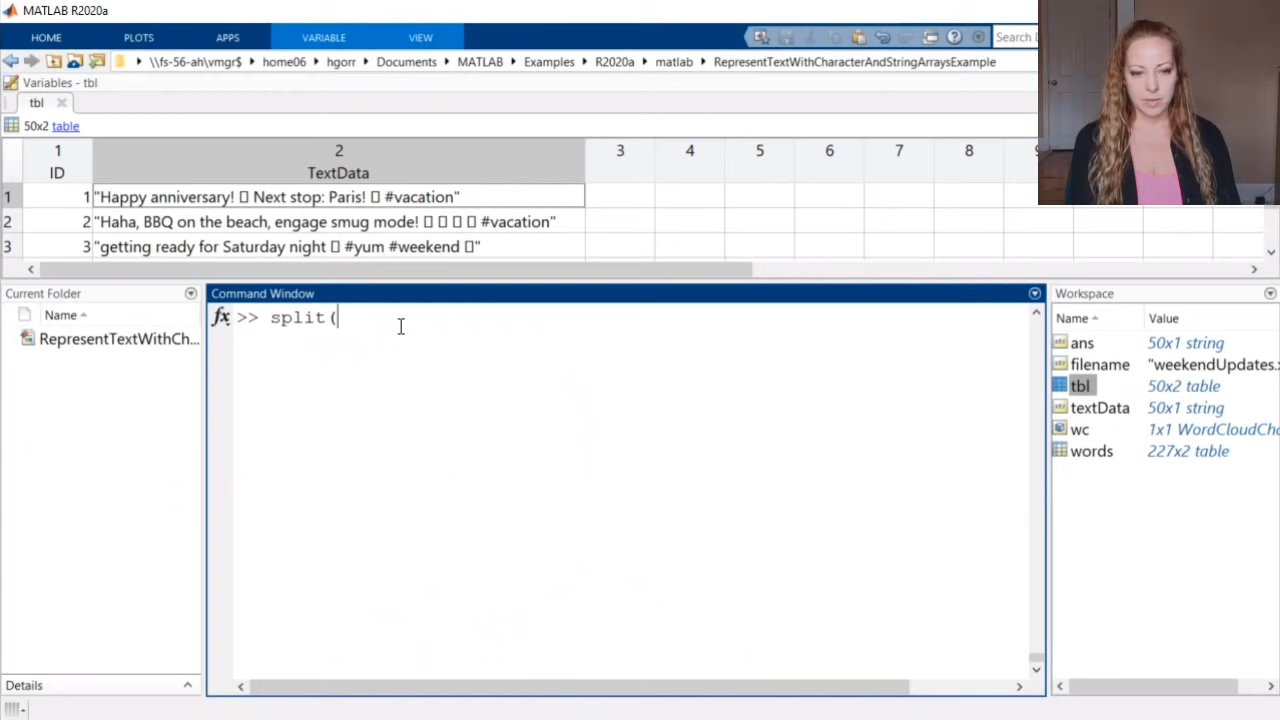 MATLAB R2020a
HOME PLOTS APPS VARIABLE VIEW Search
\\fs-56-ah\vmgr$ home06 hgorr Documents MATLAB Examples R2020a matlab RepresentTextWithCharacterAndStringArraysExample
Variables - tbl
tbl
50x2 table
1 2 3 4 5 6 7 8
ID TextData
1 1 "Happy anniversary! 🯀 Next stop: Paris! 🯀 #vacation"
2 2 "Haha, BBQ on the beach, engage smug mode! ▯ ▯ ▯ ▯ #vacation"
3 3 "getting ready for Saturday night ▯ #yum #weekend ▯"
Current Folder
Name
RepresentTextWithCh...
Details
Command Window
fx >> split(
Workspace
Name Value
ans 50x1 string
filename "weekendUpdates.
tbl 50x2 table
textData 50x1 string
wc 1x1 WordCloudCh
words 227x2 table